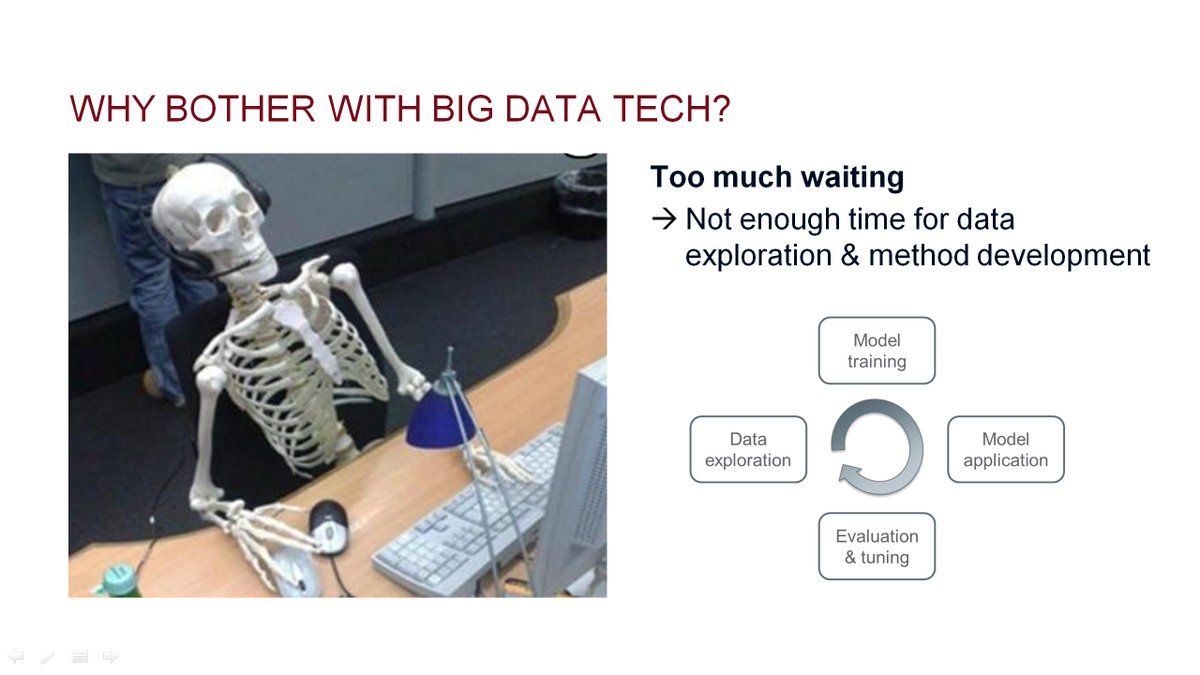 WHY BOTHER WITH BIG DATA TECH?
Too much waiting
→ Not enough time for data
exploration & method development
Model
training
Data
exploration
Model
application
Evaluation
& tuning